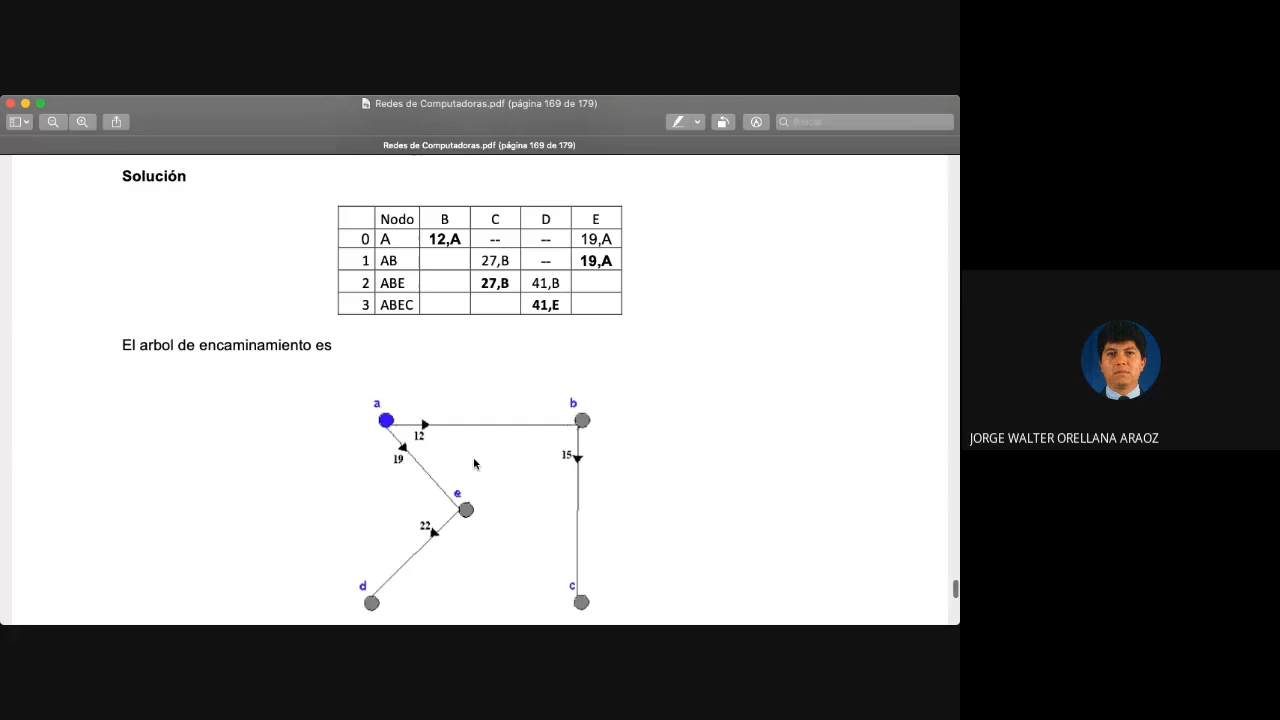 Redes de Computadoras.pdf (página 169 de 179)
Buscar
Redes de Computadoras.pdf (página 169 de 179)
Solución
Nodo B C D E
0 A 12,A -- -- 19,A
1 AB 27,B -- 19,A
2 ABE 27,B 41,B
3 ABEC 41,E
El arbol de encaminamiento es
a b
12
19 15
e
22
d c
JORGE WALTER ORELLANA ARAOZ